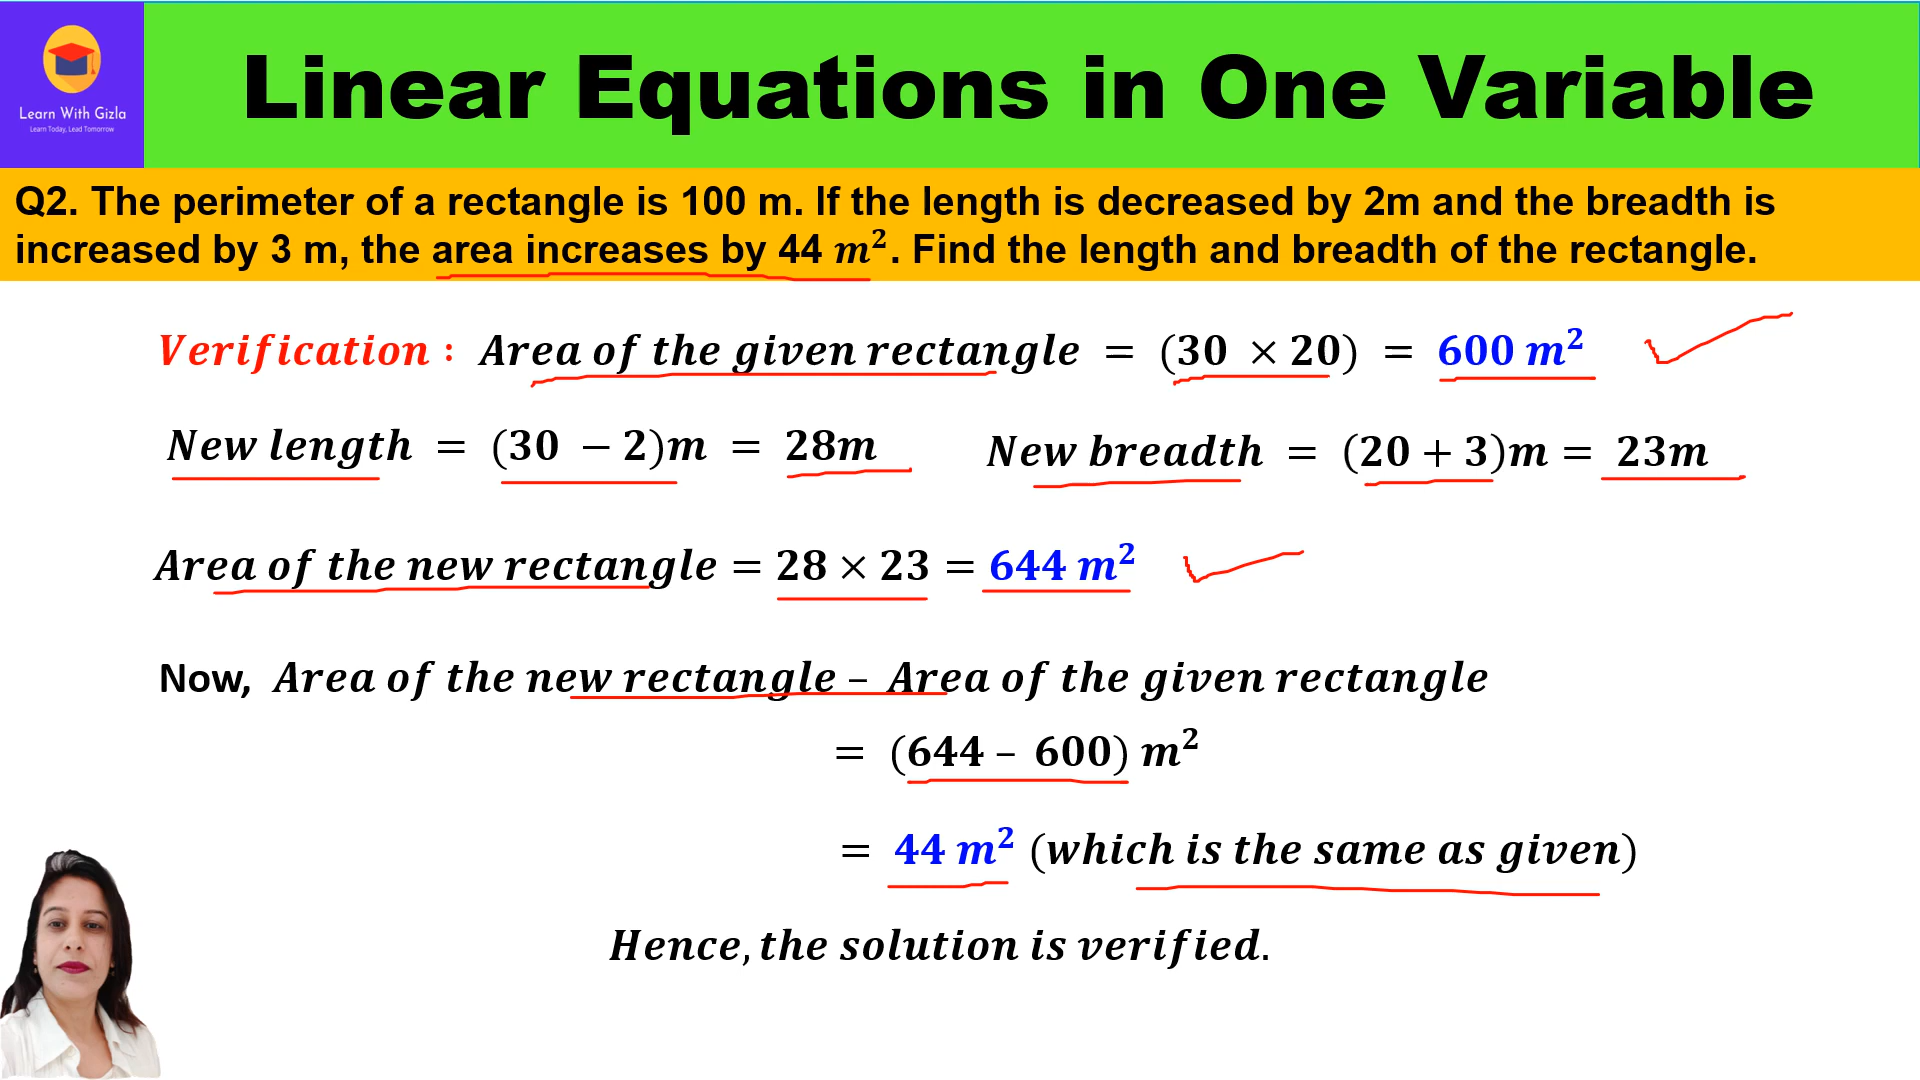 Learn With Gizla
Learn Today, Lead Tomorrow
Linear Equations in One Variable
Q2. The perimeter of a rectangle is 100 m. If the length is decreased by 2m and the breadth is
increased by 3 m, the area increases by 44 m². Find the length and breadth of the rectangle.
Verification : Area of the given rectangle = (30 × 20) = 600 m²
New length = (30 − 2)m = 28m New breadth = (20 + 3)m = 23m
Area of the new rectangle = 28 × 23 = 644 m²
Now, Area of the new rectangle – Area of the given rectangle
= (644 – 600) m²
= 44 m² (which is the same as given)
Hence, the solution is verified.